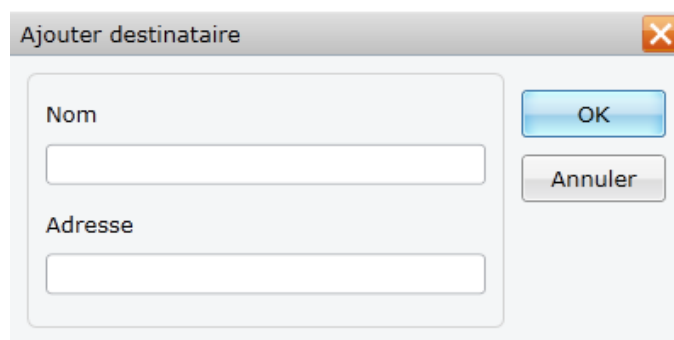 Ajouter destinataire
Nom
OK
Annuler
Adresse